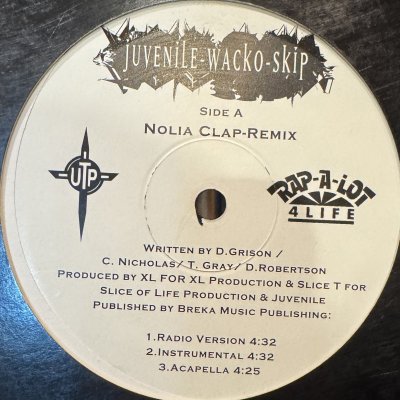 JUVENILE-WACKO-SKIP
SIDE A
NOLIA CLAP-REMIX
UTP
RAP-A-LOT
4 LIFE
WRITTEN BY D.GRISON /
C. NICHOLAS/ T. GRAY/ D.ROBERTSON
PRODUCED BY XL FOR XL PRODUCTION & SLICE T FOR
SLICE OF LIFE PRODUCTION & JUVENILE
PUBLISHED BY BREKA MUSIC PUBLISHING:
1.RADIO VERSION 4:32
2.INSTRUMENTAL 4:32
3.ACAPELLA 4:25